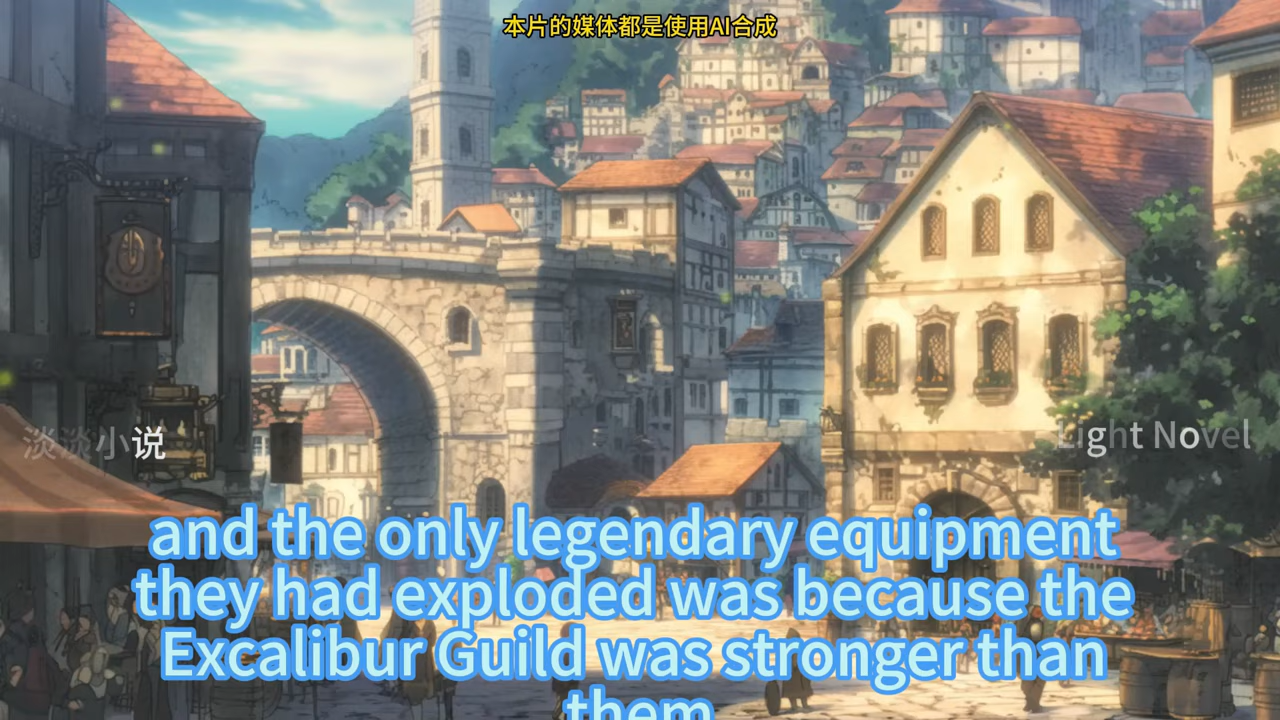 本片的媒体都是使用AI合成
淡淡小说
Light Novel
and the only legendary equipment
they had exploded was because the
Excalibur Guild was stronger than
them